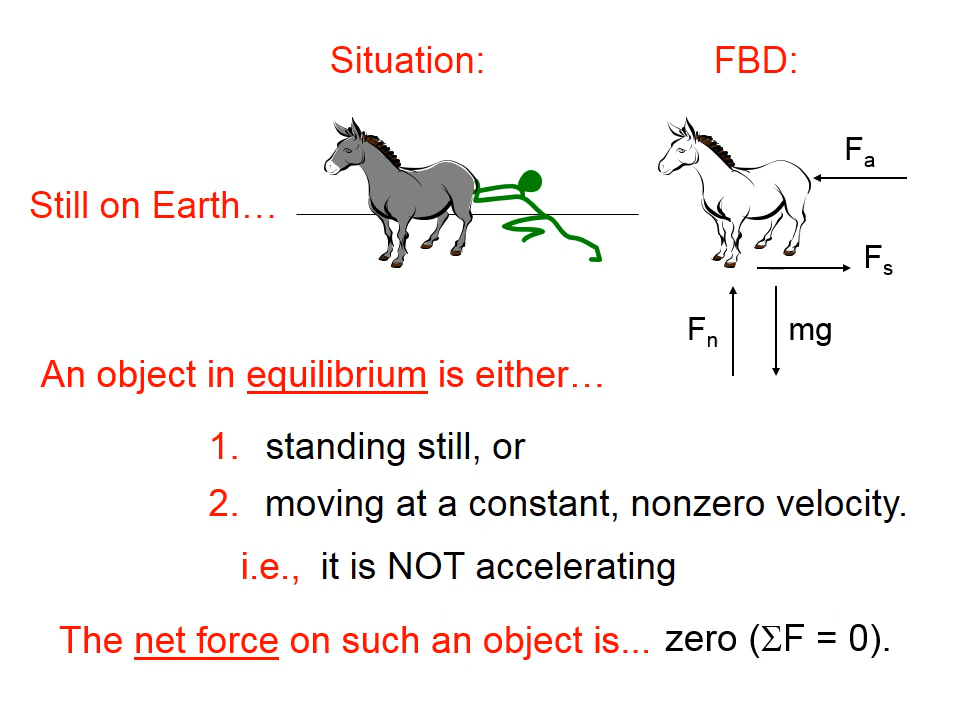 Situation:
FBD:
Fa
Still on Earth…
Fs
Fn
mg
An object in equilibrium is either…
1. standing still, or
2. moving at a constant, nonzero velocity.
i.e., it is NOT accelerating
The net force on such an object is... zero (ΣF = 0).